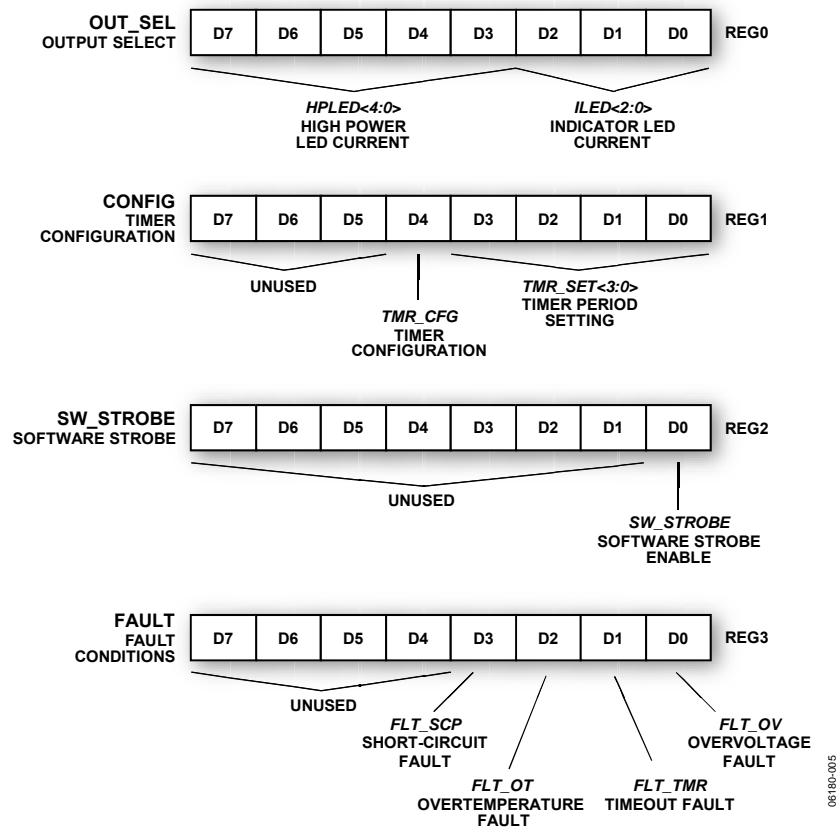 OUT_SEL
OUTPUT SELECT
D7 D6 D5 D4 D3 D2 D1 D0 REG0
HPLED<4:0>
HIGH POWER
LED CURRENT
ILED<2:0>
INDICATOR LED
CURRENT
CONFIG
TIMER
CONFIGURATION
D7 D6 D5 D4 D3 D2 D1 D0 REG1
UNUSED
TMR_CFG
TIMER
CONFIGURATION
TMR_SET<3:0>
TIMER PERIOD
SETTING
SW_STROBE
SOFTWARE STROBE
D7 D6 D5 D4 D3 D2 D1 D0 REG2
UNUSED
SW_STROBE
SOFTWARE STROBE
ENABLE
FAULT
FAULT
CONDITIONS
D7 D6 D5 D4 D3 D2 D1 D0 REG3
UNUSED
FLT_SCP
SHORT-CIRCUIT
FAULT
FLT_OT
OVERTEMPERATURE
FAULT
FLT_TMR
TIMEOUT FAULT
FLT_OV
OVERVOLTAGE
FAULT
06180-005